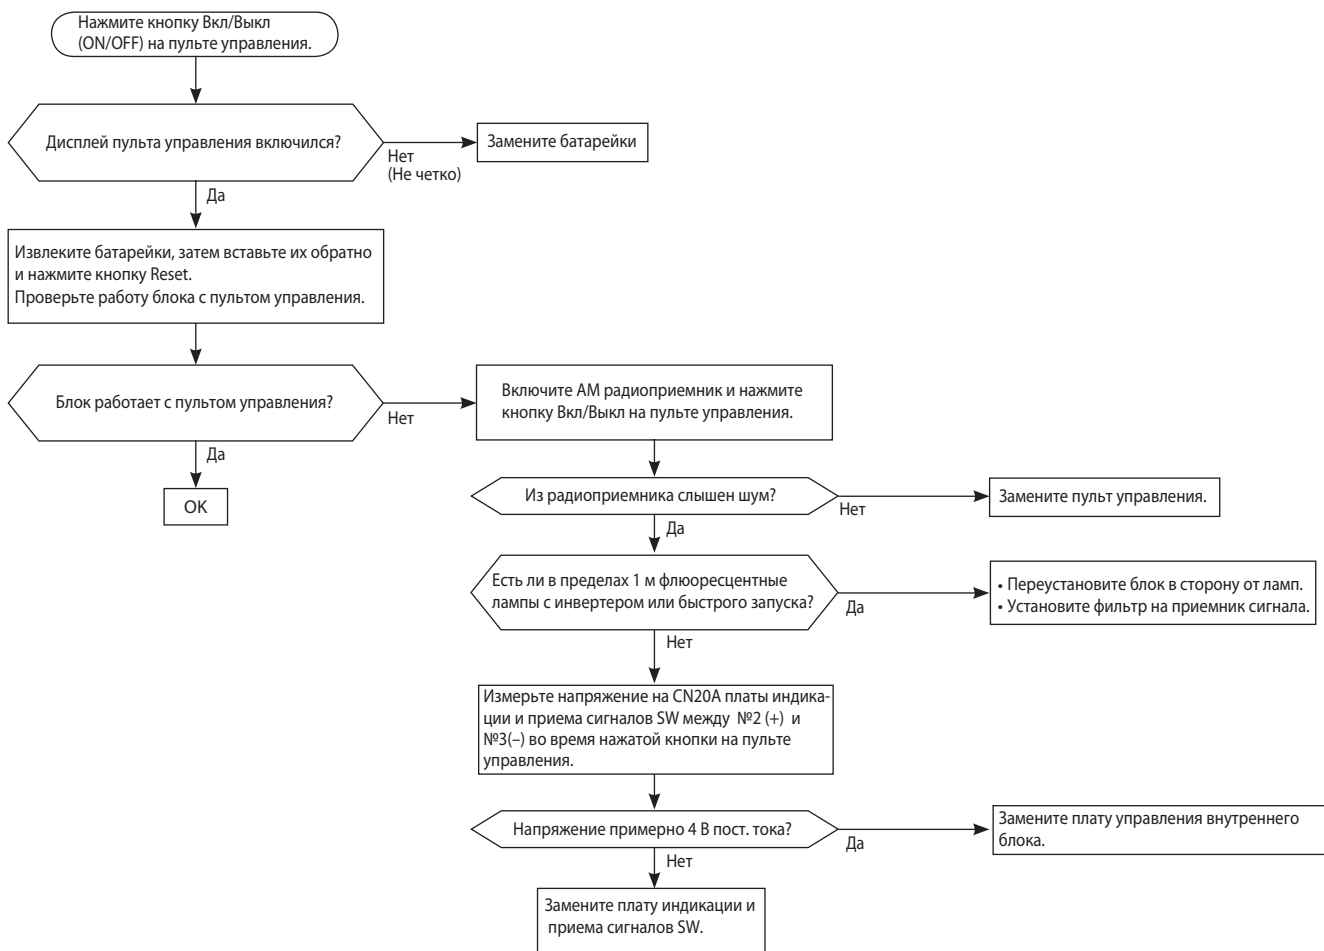 Нажмите кнопку Вкл/Выкл
(ON/OFF) на пульте управления.
Дисплей пульта управления включился?
Нет
(Не четко)
Замените батарейки
Да
Извлеките батарейки, затем вставьте их обратно
и нажмите кнопку Reset.
Проверьте работу блока с пультом управления.
Блок работает с пультом управления?
Нет
Включите АМ радиоприемник и нажмите
кнопку Вкл/Выкл на пульте управления.
Да
OK
Из радиоприемника слышен шум?
Нет
Замените пульт управления.
Да
Есть ли в пределах 1 м флюоресцентные
лампы с инвертером или быстрого запуска?
Да
• Переустановите блок в сторону от ламп.
• Установите фильтр на приемник сигнала.
Нет
Измерьте напряжение на CN20A платы индика-
ции и приема сигналов SW между №2 (+) и
№3(–) во время нажатой кнопки на пульте
управления.
Напряжение примерно 4 В пост. тока?
Да
Замените плату управления внутреннего
блока.
Нет
Замените плату индикации и
приема сигналов SW.